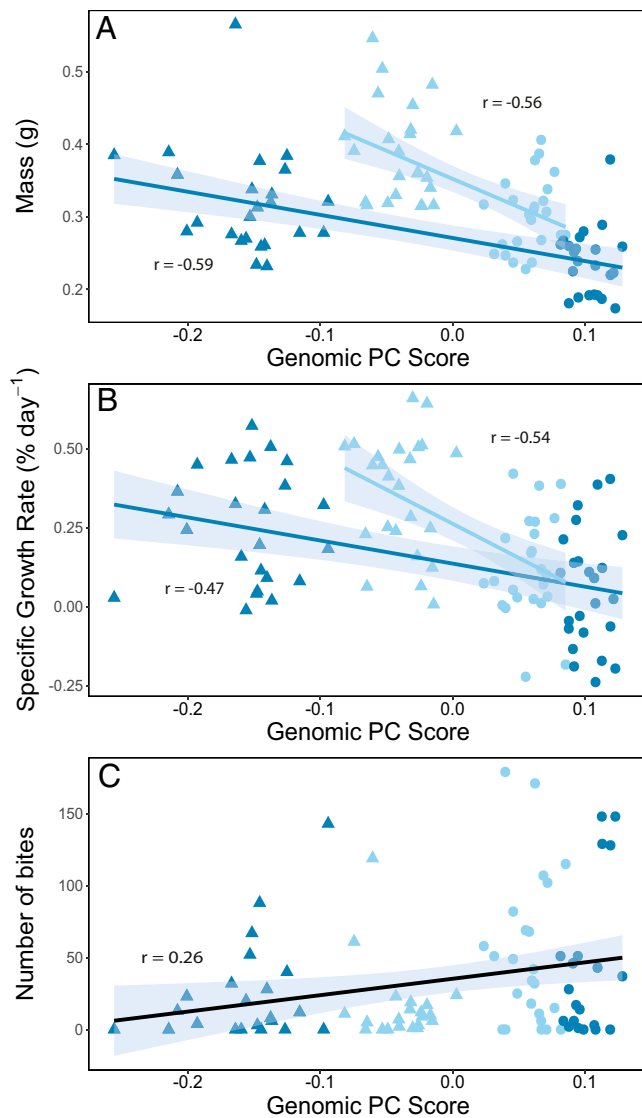 A
Mass (g)
0.5
0.4
0.3
0.2
r = -0.56
r = -0.59
-0.2
-0.1
0.0
0.1
Genomic PC Score
B
Specific Growth Rate (% day⁻¹)
0.50
0.25
0.00
-0.25
r = -0.54
r = -0.47
-0.2
-0.1
0.0
0.1
Genomic PC Score
C
Number of bites
150
100
50
0
r = 0.26
-0.2
-0.1
0.0
0.1
Genomic PC Score